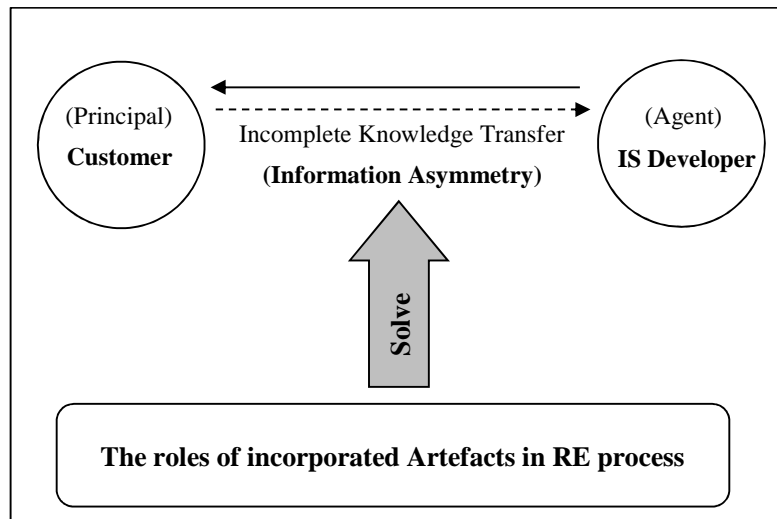 (Principal)
Customer
Incomplete Knowledge Transfer
(Information Asymmetry)
(Agent)
IS Developer
Solve
The roles of incorporated Artefacts in RE process